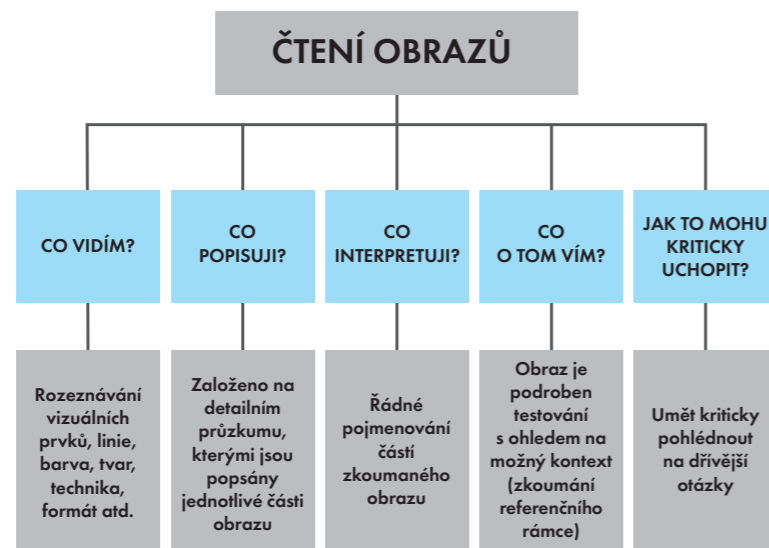 ČTENÍ OBRAZŮ
CO VIDÍM?
CO
POPISUJI?
CO
INTERPRETUJI?
CO
O TOM VÍM?
JAK TO MOHU
KRITICKY
UCHOPIT?
Rozeznávání
vizuálních
prvků, linie,
barva, tvar,
technika,
formát atd.
Založeno na
detailním
průzkumu,
kterými jsou
popsány
jednotlivé části
obrazu
Řádné
pojmenování
částí
zkoumaného
obrazu
Obraz je
podroben
testování
s ohledem na
možný kontext
(zkoumání
referenčního
rámce)
Umět kriticky
pohlédnout
na dřívější
otázky